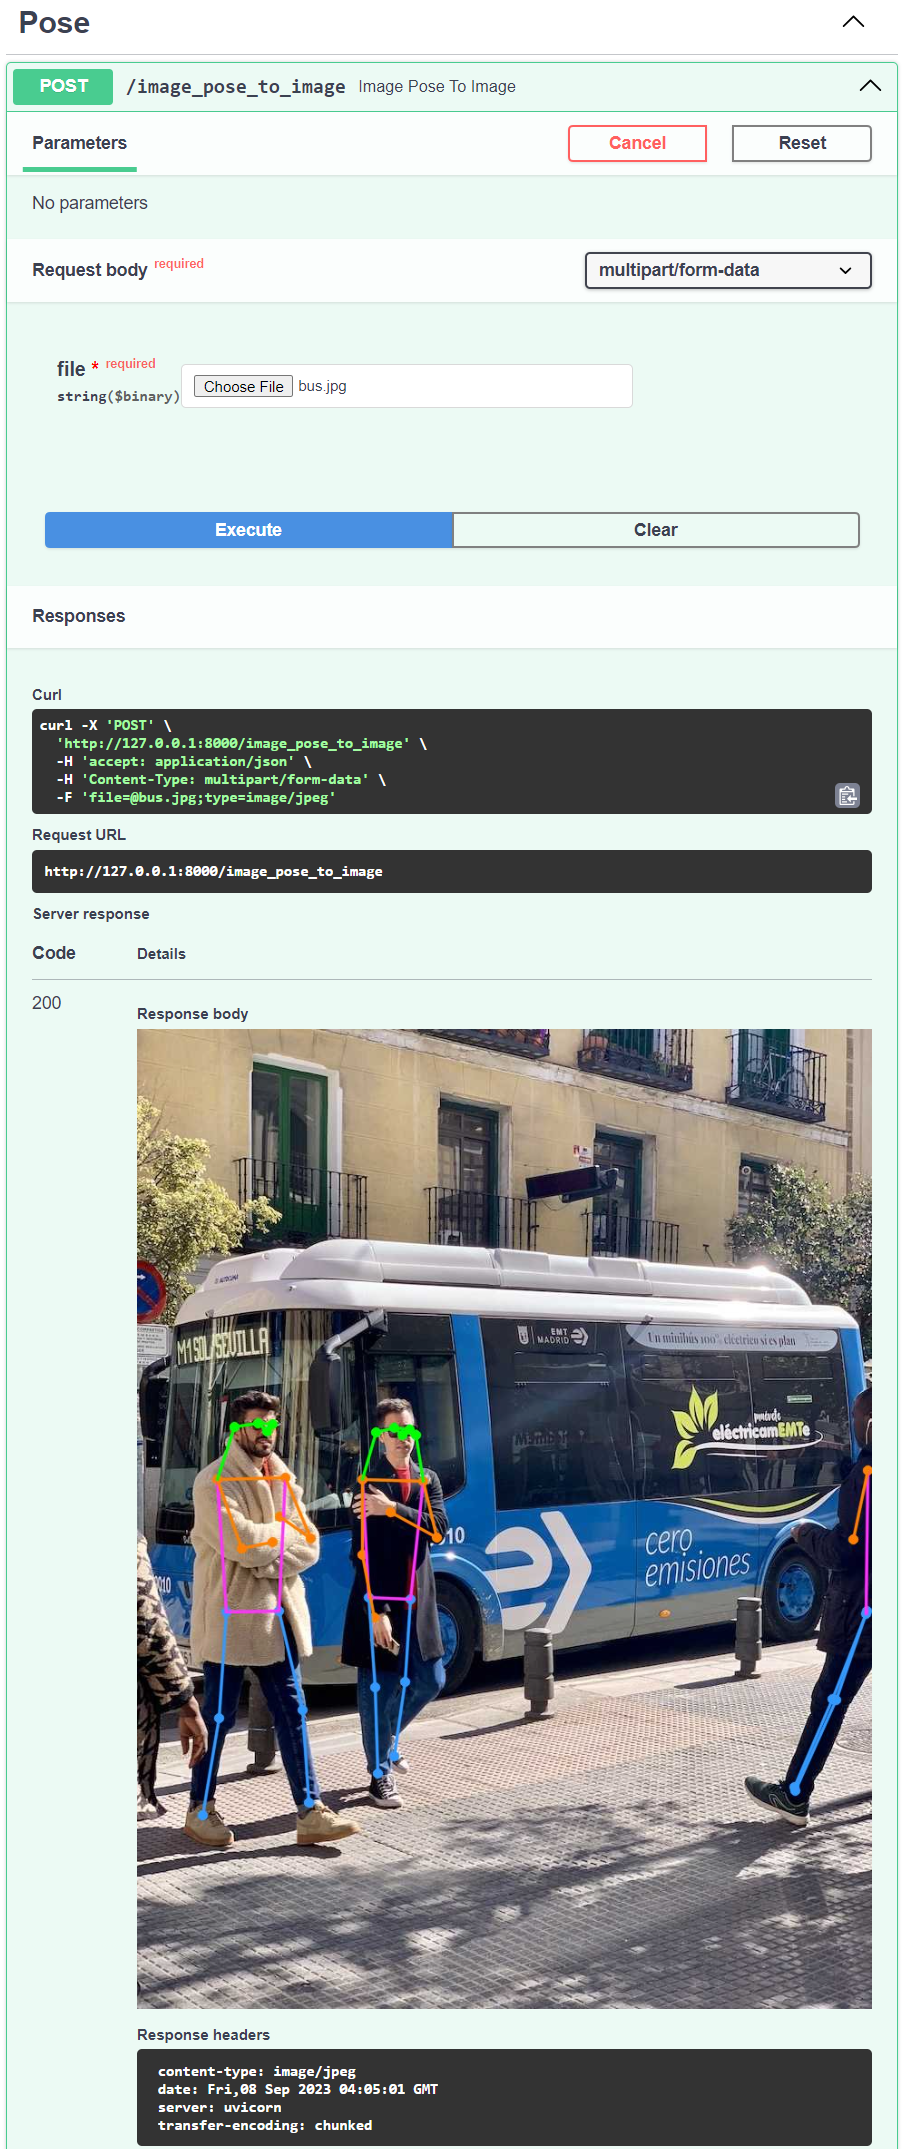 Pose
POST /image_pose_to_image Image Pose To Image
Parameters
Cancel
Reset
No parameters
Request body required
multipart/form-data
file * required
string($binary)
Choose File bus.jpg
Execute
Clear
Responses
Curl
curl -X 'POST' \
'http://127.0.0.1:8000/image_pose_to_image' \
-H 'accept: application/json' \
-H 'Content-Type: multipart/form-data' \
-F 'file=@bus.jpg;type=image/jpeg'
Request URL
http://127.0.0.1:8000/image_pose_to_image
Server response
Code Details
200
Response body
M1 SOL/SEVILLA
EMT
MADRID
Un minibús 100% eléctrico si es plan
eléctricamEMTe
10
cero
emisiones
Response headers
content-type: image/jpeg
date: Fri,08 Sep 2023 04:05:01 GMT
server: uvicorn
transfer-encoding: chunked